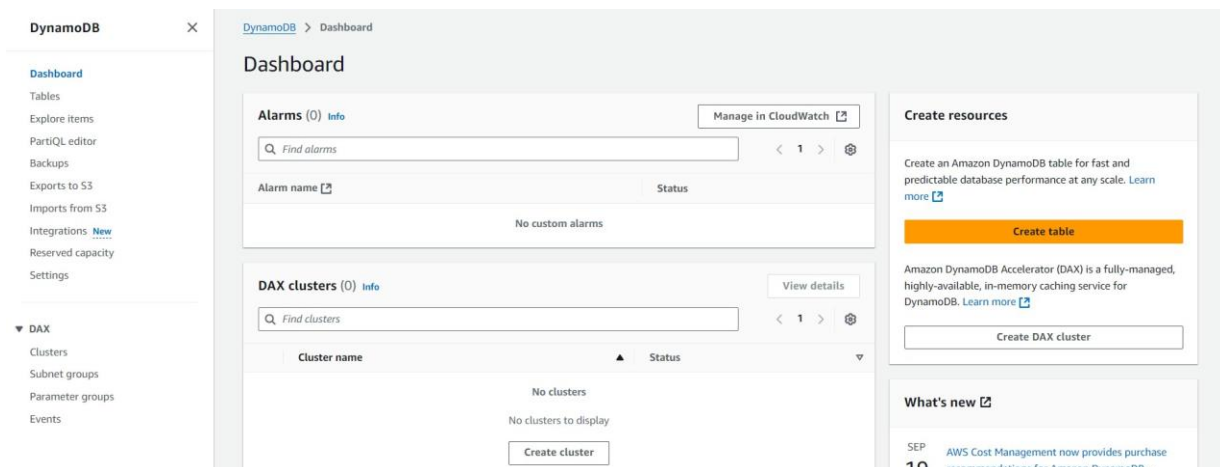 DynamoDB
Dashboard
Tables
Explore items
PartiQL editor
Backups
Exports to S3
Imports from S3
Integrations New
Reserved capacity
Settings
DAX
Clusters
Subnet groups
Parameter groups
Events
DynamoDB > Dashboard
Dashboard
Alarms (0) Info
Manage in CloudWatch
Find alarms
1
Alarm name
Status
No custom alarms
DAX clusters (0) Info
View details
Find clusters
1
Cluster name
Status
No clusters
No clusters to display
Create cluster
Create resources
Create an Amazon DynamoDB table for fast and
predictable database performance at any scale. Learn
more
Create table
Amazon DynamoDB Accelerator (DAX) is a fully-managed,
highly-available, in-memory caching service for
DynamoDB. Learn more
Create DAX cluster
What's new
SEP
AWS Cost Management now provides purchase